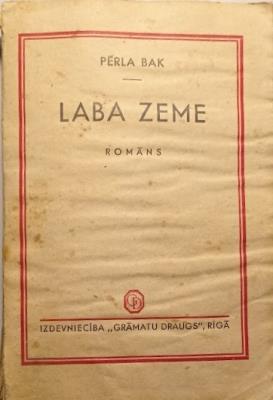 PĒRLA BAK
LABA ZEME
ROMĀNS
IZDEVNIECĪBA „GRĀMATU DRAUGS", RĪGĀ